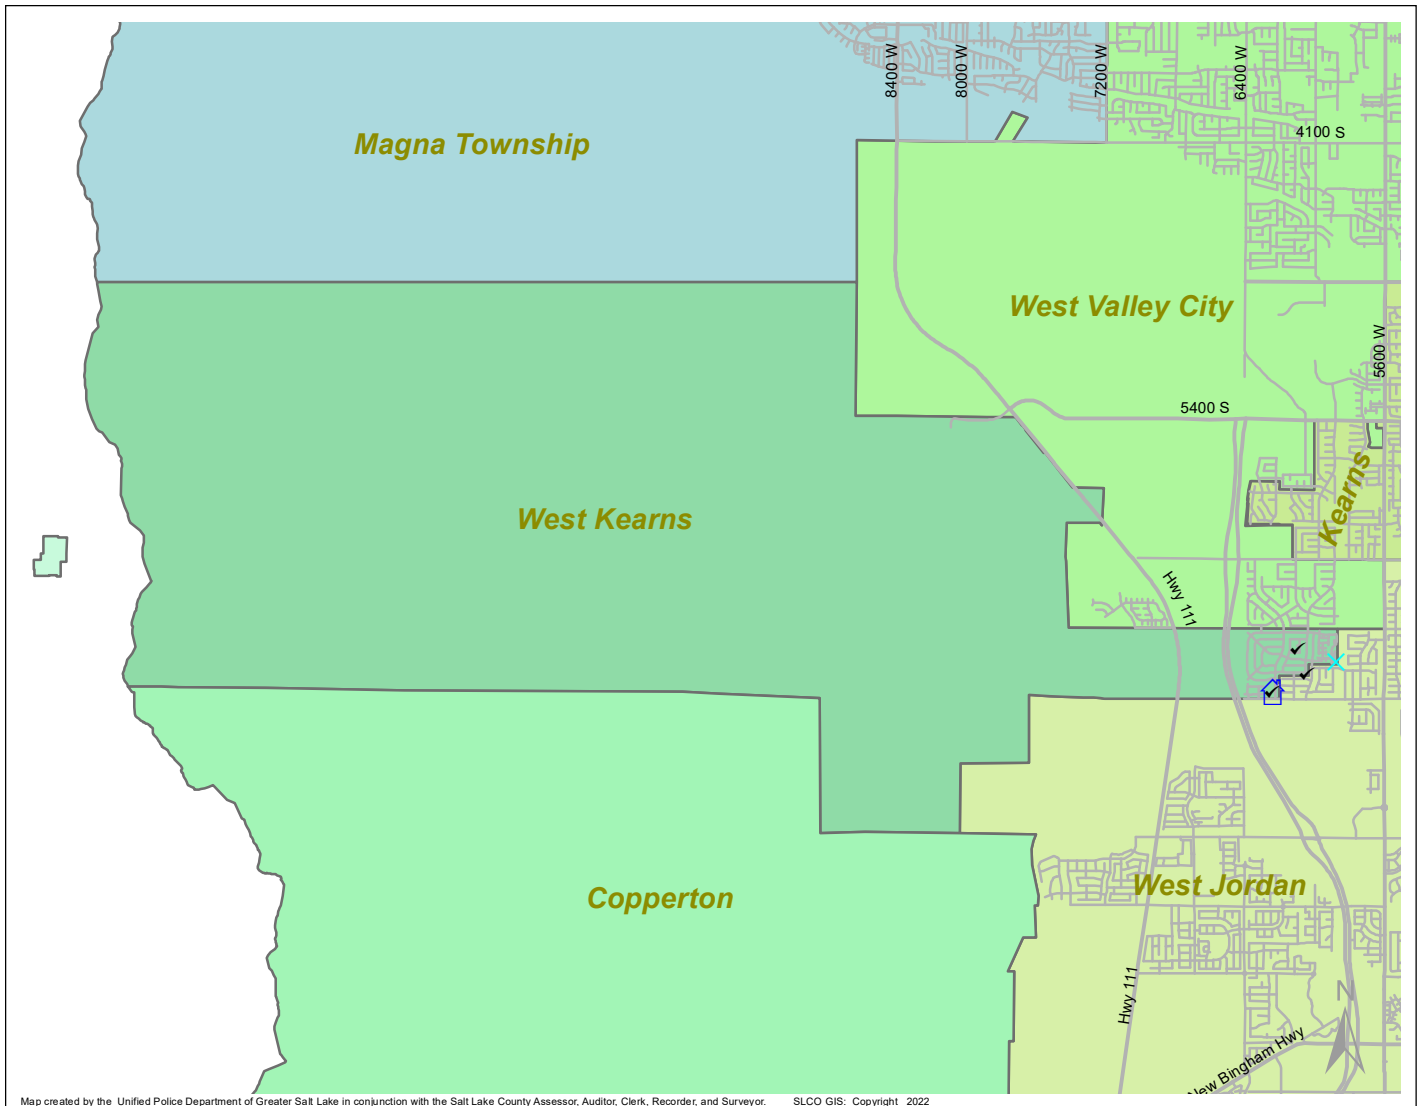 8400 W
8000 W
7200 W
6400 W
4100 S
Magna Township
West Valley City
5600 W
5400 S
Kearns
West Kearns
Hwy 111
Copperton
West Jordan
Hwy 111
N
New Bingham Hwy
Map created by the Unified Police Department of Greater Salt Lake in conjunction with the Salt Lake County Assessor, Auditor, Clerk, Recorder, and Surveyor. SLCO GIS: Copyright 2022